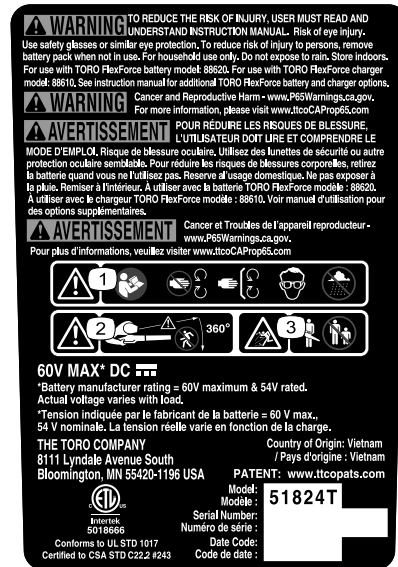 WARNING TO REDUCE THE RISK OF INJURY, USER MUST READ AND
UNDERSTAND INSTRUCTION MANUAL. Risk of eye injury.
Use safety glasses or similar eye protection. To reduce risk of injury to persons, remove
battery pack when not in use. For household use only. Do not expose to rain. Store indoors.
For use with TORO FlexForce battery model: 88620. For use with TORO FlexForce charger
model: 88610. See instruction manual for additional TORO FlexForce battery and charger options.
WARNING Cancer and Reproductive Harm - www.P65Warnings.ca.gov.
For more information, please visit www.ttcoCAProp65.com
AVERTISSEMENT POUR RÉDUIRE LES RISQUES DE BLESSURE,
L'UTILISATEUR DOIT LIRE ET COMPRENDRE LE
MODE D'EMPLOI. Risque de blessure oculaire. Utilisez des lunettes de sécurité ou autre
protection oculaire semblable. Pour réduire les risques de blessures corporelles, retirez
la batterie quand vous ne l'utilisez pas. Reserve al'usage domestique. Ne pas exposer à
la pluie. Remiser à l'intérieur. À utiliser avec la batterie TORO FlexForce modèle : 88620.
À utiliser avec le chargeur TORO FlexForce modèle : 88610. Voir manuel d'utilisation pour
des options supplémentaires.
AVERTISSEMENT Cancer et Troubles de l'appareil reproducteur -
www.P65Warnings.ca.gov.
Pour plus d'informations, veuillez visiter www.ttcoCAProp65.com
1
2 360° 3
60V MAX* DC
*Battery manufacturer rating = 60V maximum & 54V rated.
Actual voltage varies with load.
*Tension indiquée par le fabricant de la batterie = 60 V max.,
54 V nominale. La tension réelle varie en fonction de la charge.
THE TORO COMPANY
8111 Lyndale Avenue South
Bloomington, MN 55420-1196 USA
Country of Origin: Vietnam
/ Pays d'origine : Vietnam
PATENT: www.ttcopats.com
C ETL US
Intertek
5018666
Conforms to UL STD 1017
Certified to CSA STD C22.2 #243
Model: 51824T
Modèle :
Serial Number:
Numéro de série :
Date Code:
Code de date :